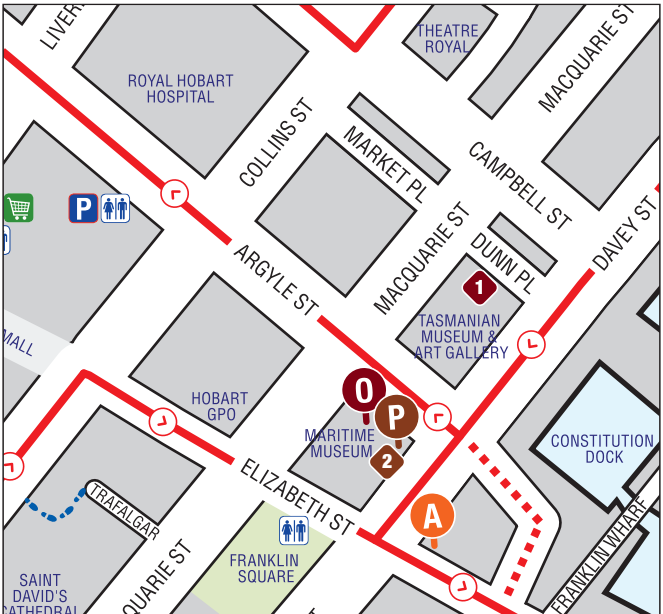 LIVER
THEATRE
ROYAL
MACQUARIE ST
ROYAL HOBART
HOSPITAL
COLLINS ST
MARKET PL
CAMPBELL ST
P
MACQUARIE ST
DUNN PL
DAVEY ST
ARGYLE ST
1
TASMANIAN
MUSEUM &
ART GALLERY
MALL
HOBART
GPO
O
P
MARITIME
MUSEUM
2
CONSTITUTION
DOCK
ELIZABETH ST
TRAFALGAR
A
FRANKLIN
SQUARE
FRANKLIN WHARF
QUARIE ST
SAINT
DAVID'S
CATHEDRAL